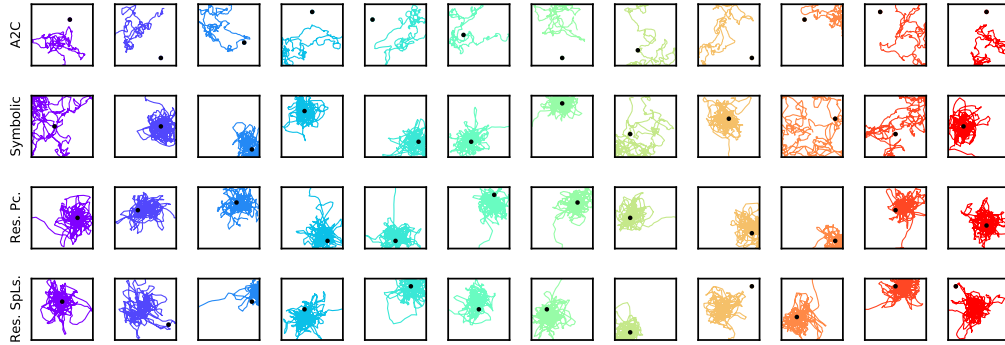 A2C
Symbolic
Res. Pc.
Res. SpLs.